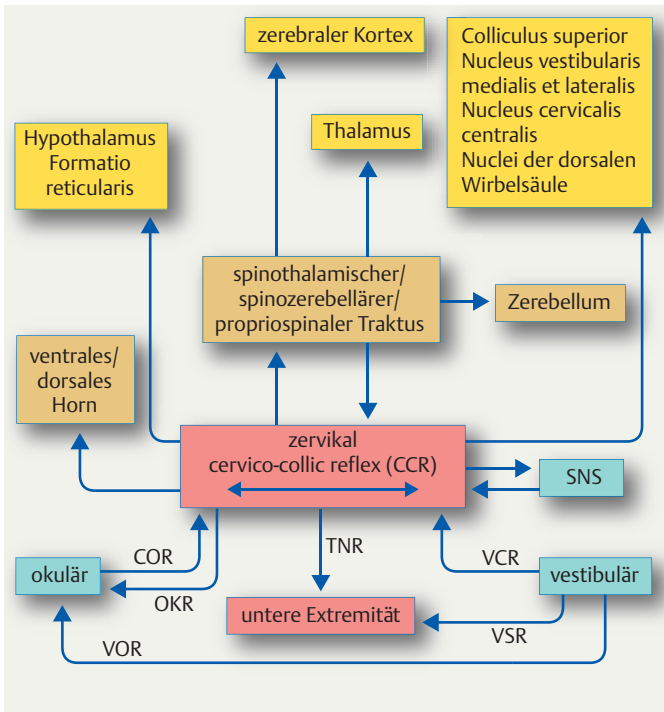 zerebraler Kortex
Colliculus superior
Nucleus vestibularis
medialis et lateralis
Nucleus cervicalis
centralis
Nuclei der dorsalen
Wirbelsäule
Hypothalamus
Formatio
reticularis
Thalamus
spinothalamischer/
spinozerebellärer/
propriospinaler Traktus
Zerebellum
ventrales/
dorsales
Horn
zervikal
cervico-collic reflex (CCR)
SNS
COR
TNR
VCR
okulär
vestibulär
OKR
untere Extremität
VSR
VOR